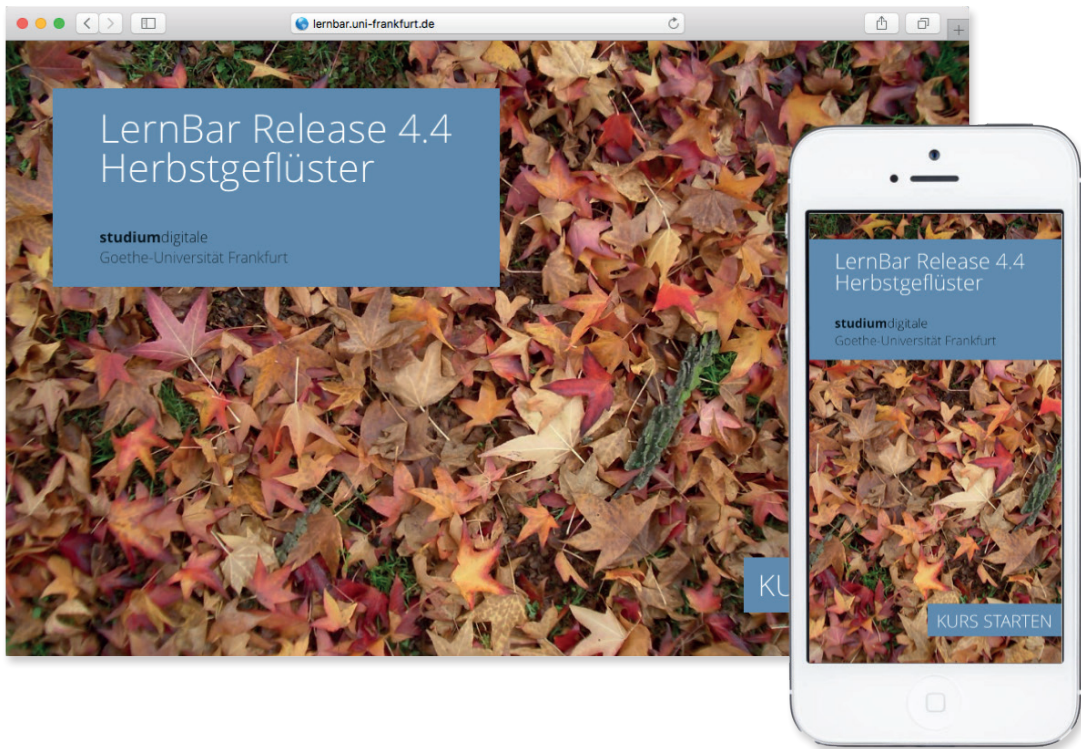 lernbar.uni-frankfurt.de
LernBar Release 4.4
Herbstgeflüster
studiumdigitale
Goethe-Universität Frankfurt
KU
LernBar Release 4.4
Herbstgeflüster
studiumdigitale
Goethe-Universität Frankfurt
KURS STARTEN